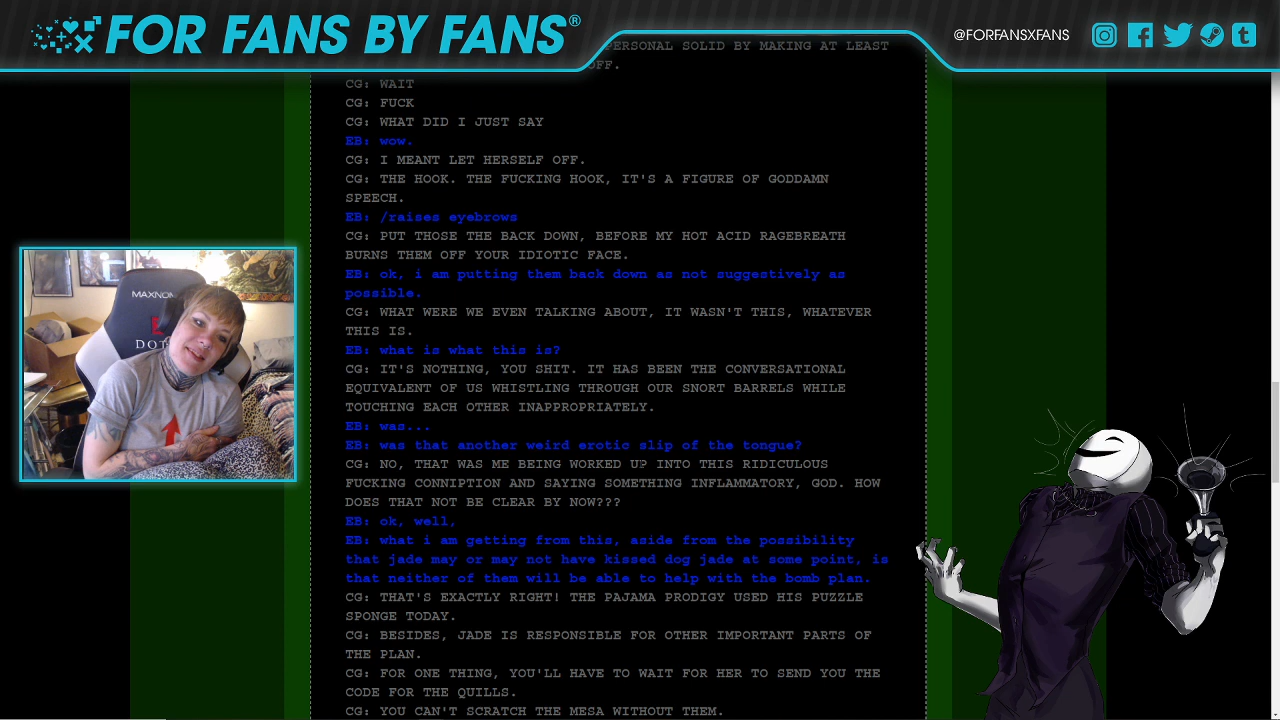 FOR FANS BY FANS®
@FORFANSXFANS
PERSONAL SOLID BY MAKING AT LEAST
OFF.
CG: WAIT
CG: FUCK
CG: WHAT DID I JUST SAY
EB: wow.
CG: I MEANT LET HERSELF OFF.
CG: THE HOOK. THE FUCKING HOOK, IT'S A FIGURE OF GODDAMN
SPEECH.
EB: /raises eyebrows
CG: PUT THOSE THE BACK DOWN, BEFORE MY HOT ACID RAGEBREATH
BURNS THEM OFF YOUR IDIOTIC FACE.
EB: ok, i am putting them back down as not suggestively as
possible.
CG: WHAT WERE WE EVEN TALKING ABOUT, IT WASN'T THIS, WHATEVER
THIS IS.
EB: what is what this is?
CG: IT'S NOTHING, YOU SHIT. IT HAS BEEN THE CONVERSATIONAL
EQUIVALENT OF US WHISTLING THROUGH OUR SNORT BARRELS WHILE
TOUCHING EACH OTHER INAPPROPRIATELY.
EB: was...
EB: was that another weird erotic slip of the tongue?
CG: NO, THAT WAS ME BEING WORKED UP INTO THIS RIDICULOUS
FUCKING CONNIPTION AND SAYING SOMETHING INFLAMMATORY, GOD. HOW
DOES THAT NOT BE CLEAR BY NOW???
EB: ok, well,
EB: what i am getting from this, aside from the possibility
that jade may or may not have kissed dog jade at some point, is
that neither of them will be able to help with the bomb plan.
CG: THAT'S EXACTLY RIGHT! THE PAJAMA PRODIGY USED HIS PUZZLE
SPONGE TODAY.
CG: BESIDES, JADE IS RESPONSIBLE FOR OTHER IMPORTANT PARTS OF
THE PLAN.
CG: FOR ONE THING, YOU'LL HAVE TO WAIT FOR HER TO SEND YOU THE
CODE FOR THE QUILLS.
CG: YOU CAN'T SCRATCH THE MESA WITHOUT THEM.
MAXNOM